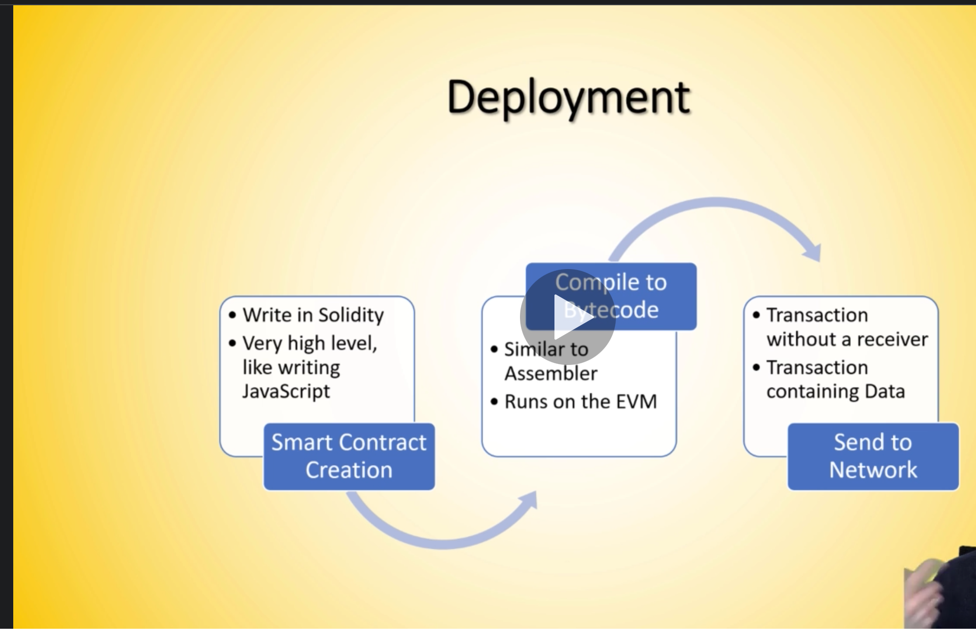 Deployment
• Write in Solidity
• Very high level,
like writing
JavaScript
Smart Contract
Creation
Compile to
Bytecode
• Similar to
Assembler
• Runs on the EVM
• Transaction
without a receiver
• Transaction
containing Data
Send to
Network